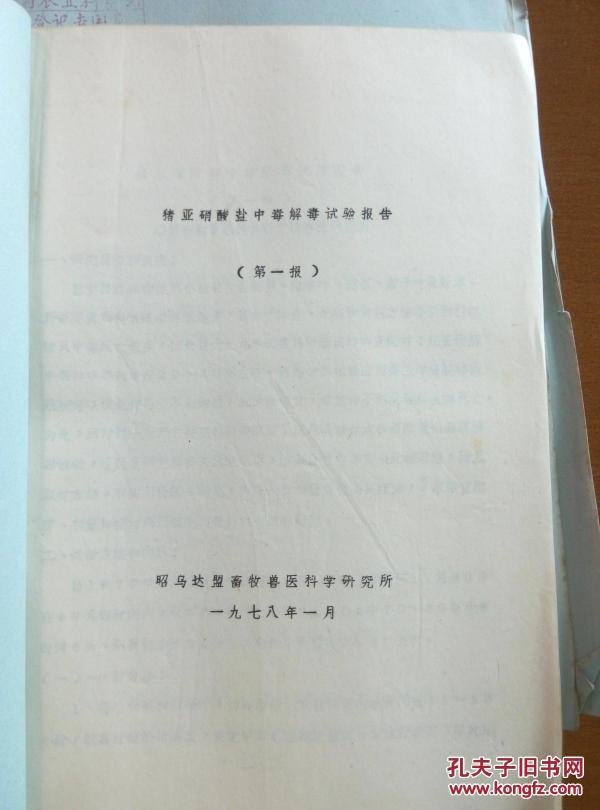 猪亚硝酸盐中毒解毒试验报告
（第一报）
昭乌达盟畜牧兽医科学研究所
一九七八年一月
孔夫子旧书网
www.kongfz.com